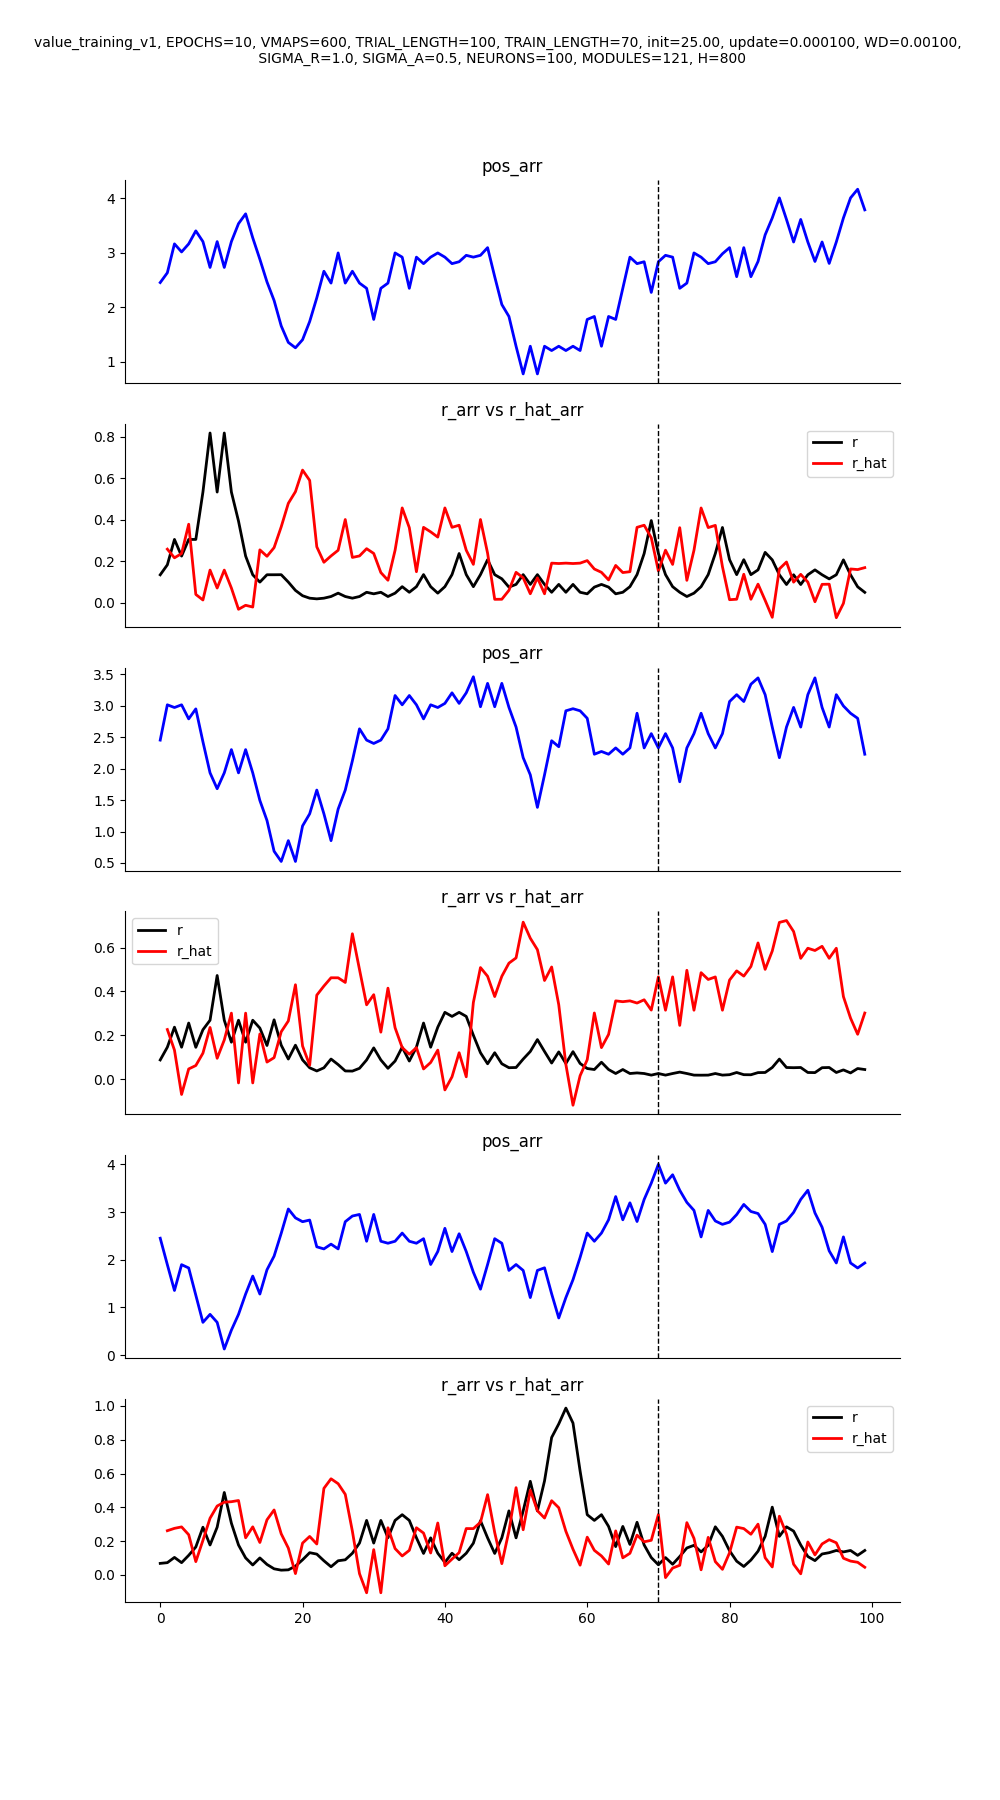 value_training_v1, EPOCHS=10, VMAPS=600, TRIAL_LENGTH=100, TRAIN_LENGTH=70, init=25.00, update=0.000100, WD=0.00100,
SIGMA_R=1.0, SIGMA_A=0.5, NEURONS=100, MODULES=121, H=800
pos_arr
4
3
2
1
r_arr vs r_hat_arr
0.8
0.6
0.4
0.2
0.0
r
r_hat
pos_arr
3.5
3.0
2.5
2.0
1.5
1.0
0.5
r_arr vs r_hat_arr
0.6
0.4
0.2
0.0
r
r_hat
pos_arr
4
3
2
1
0
r_arr vs r_hat_arr
1.0
0.8
0.6
0.4
0.2
0.0
r
r_hat
0 20 40 60 80 100